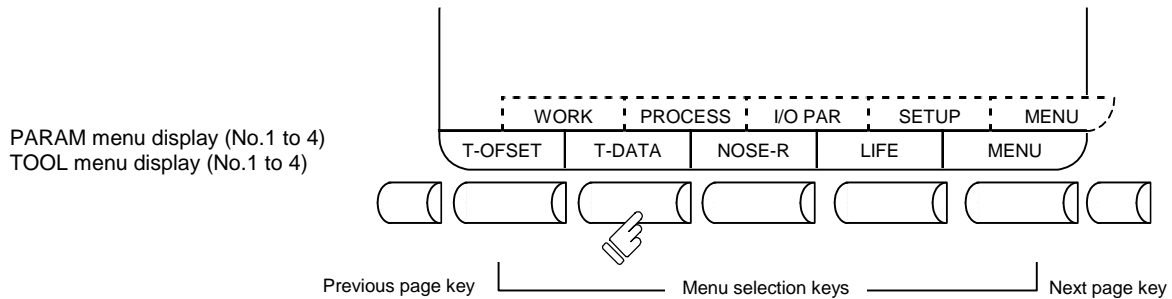 WORK PROCESS I/O PAR SETUP MENU
PARAM menu display (No.1 to 4)
TOOL menu display (No.1 to 4)
T-OFSET T-DATA NOSE-R LIFE MENU
Previous page key Menu selection keys Next page key